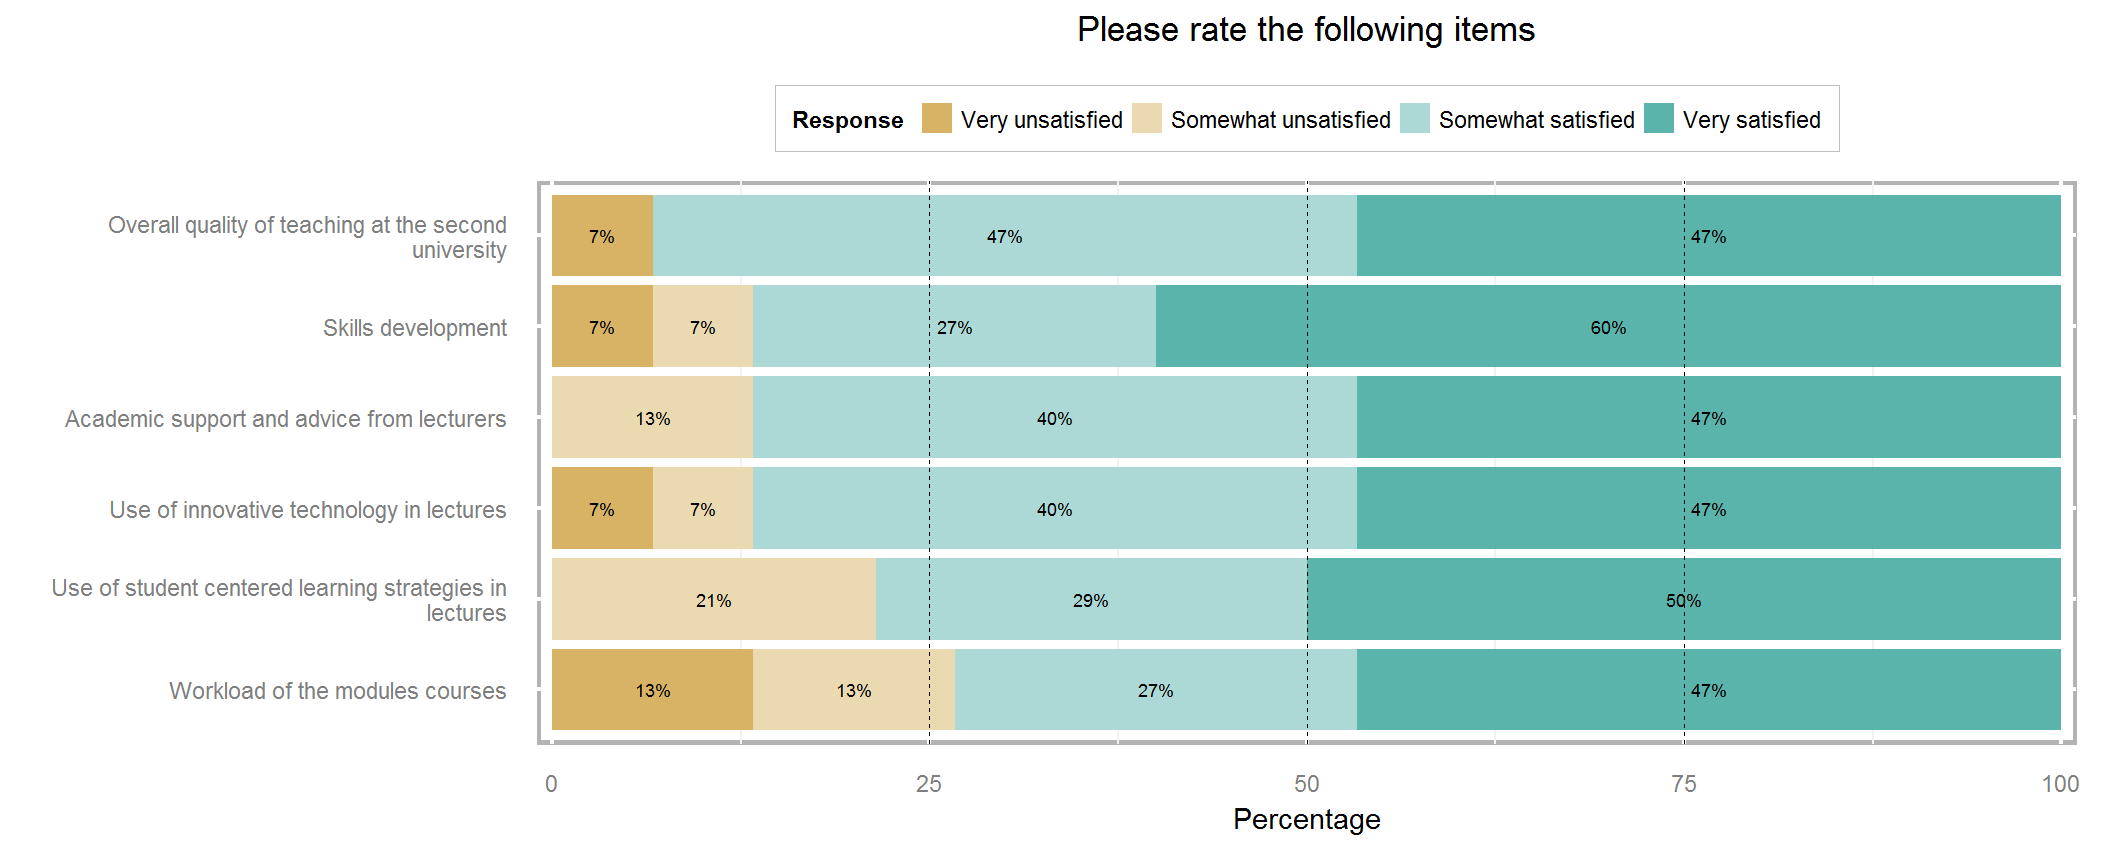 Please rate the following items
Response Very unsatisfied Somewhat unsatisfied Somewhat satisfied Very satisfied
Overall quality of teaching at the second
university
7% 47% 47%
Skills development 7% 7% 27% 60%
Academic support and advice from lecturers 13% 40% 47%
Use of innovative technology in lectures 7% 7% 40% 47%
Use of student centered learning strategies in
lectures
21% 29% 50%
Workload of the modules courses 13% 13% 27% 47%
0 25 50 75 100
Percentage